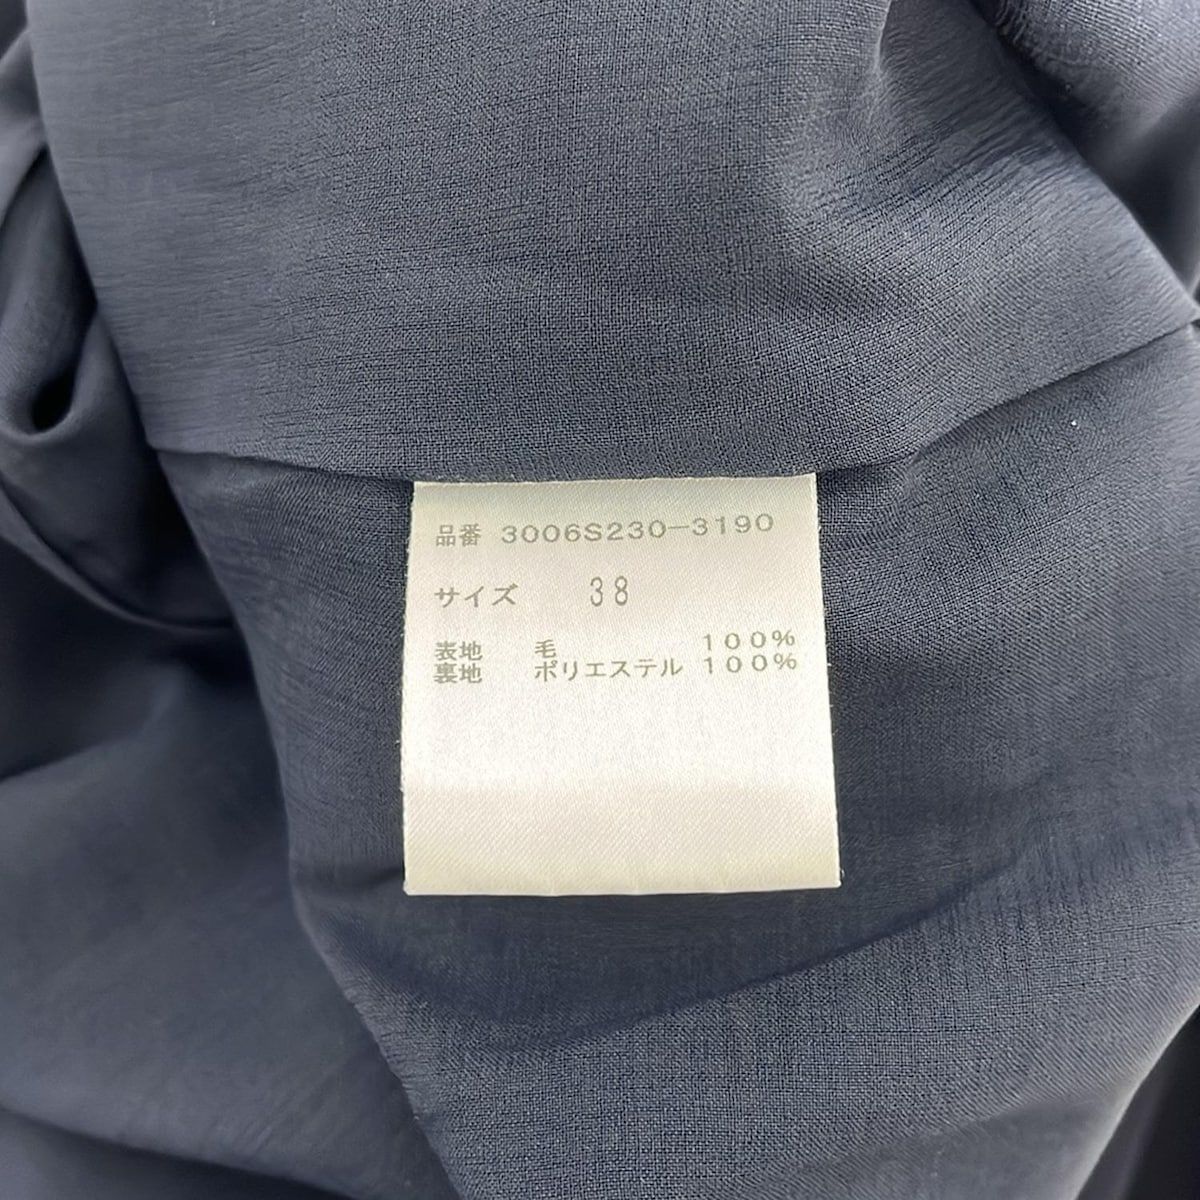 品番 3006S230-3190
サイズ 38
表地 毛 100%
裏地 ポリエステル 100%